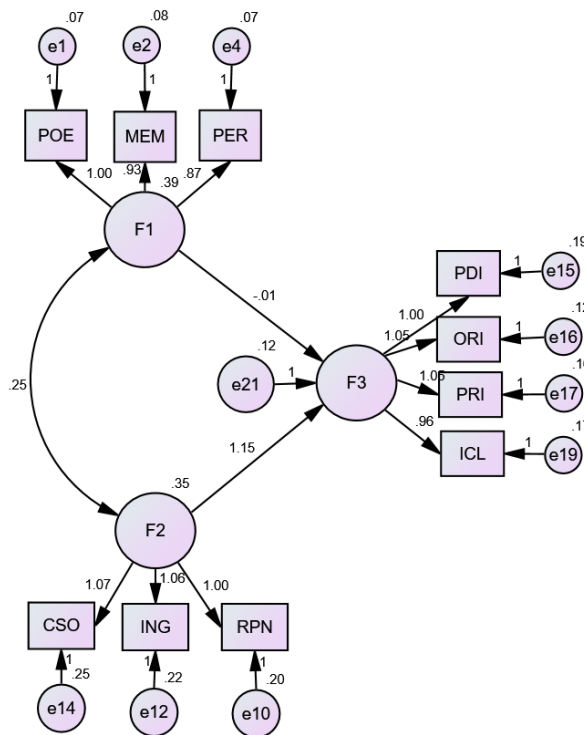 .07 .08 .07
e1 e2 e4
1 1 1
POE MEM PER
1.00 .93 .39 .87
F1
.25
-.01
.12
e21 1 F3
1.15
.35
F2
1.00 PDI 1 e15 .19
1.05 ORI 1 e16
1.05 PRI 1 e17
.96 ICL 1 e19
1.07 1.06 1.00
CSO ING RPN
1 1 1
.25 .22 .20
e14 e12 e10